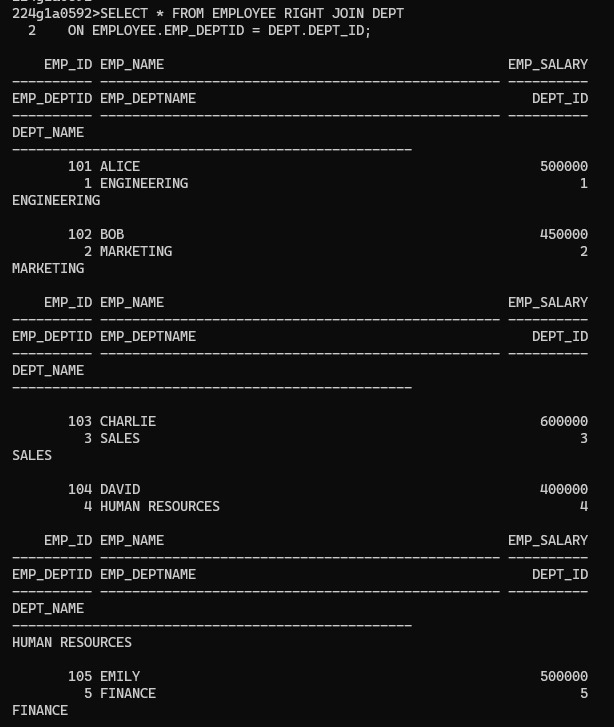 224g1a0592>SELECT * FROM EMPLOYEE RIGHT JOIN DEPT
  2    ON EMPLOYEE.EMP_DEPTID = DEPT.DEPT_ID;

    EMP_ID EMP_NAME                                           EMP_SALARY
---------- -------------------------------------------------- ----------
EMP_DEPTID EMP_DEPTNAME                                          DEPT_ID
---------- -------------------------------------------------- ----------
DEPT_NAME
--------------------------------------------------
       101 ALICE                                                  500000
         1 ENGINEERING                                                 1
ENGINEERING

       102 BOB                                                    450000
         2 MARKETING                                                   2
MARKETING

    EMP_ID EMP_NAME                                           EMP_SALARY
---------- -------------------------------------------------- ----------
EMP_DEPTID EMP_DEPTNAME                                          DEPT_ID
---------- -------------------------------------------------- ----------
DEPT_NAME
--------------------------------------------------

       103 CHARLIE                                                600000
         3 SALES                                                       3
SALES

       104 DAVID                                                  400000
         4 HUMAN RESOURCES                                             4

    EMP_ID EMP_NAME                                           EMP_SALARY
---------- -------------------------------------------------- ----------
EMP_DEPTID EMP_DEPTNAME                                          DEPT_ID
---------- -------------------------------------------------- ----------
DEPT_NAME
--------------------------------------------------
HUMAN RESOURCES

       105 EMILY                                                  500000
         5 FINANCE                                                     5
FINANCE